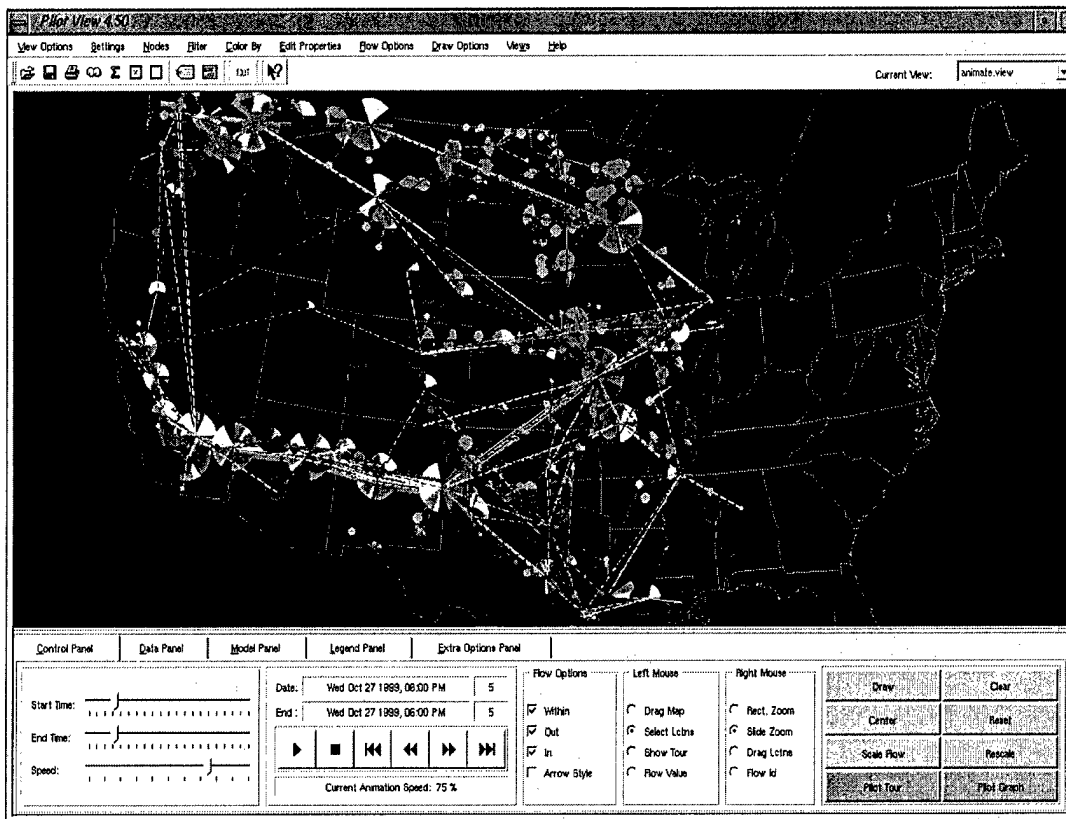 Pilot View 4.50
View Options Settings Nodes Filter Color By Edit Properties Flow Options Draw Options Views Help
Current View: animate.view
Control Panel Data Panel Model Panel Legend Panel Extra Options Panel
Start Time:
End Time:
Speed:
Date: Wed Oct 27 1999, 06:00 PM 5
End : Wed Oct 27 1999, 06:00 PM 5
Current Animation Speed: 75 %
Flow Options
Within
Out
In
Arrow Style
Left Mouse
Drag Map
Select Lctns
Show Tour
Flow Value
Right Mouse
Rect. Zoom
Slide Zoom
Drag Lctns
Flow Id
Draw Clear
Center Reset
Scale Flow Rescale
Pilot Tour Pilot Graph